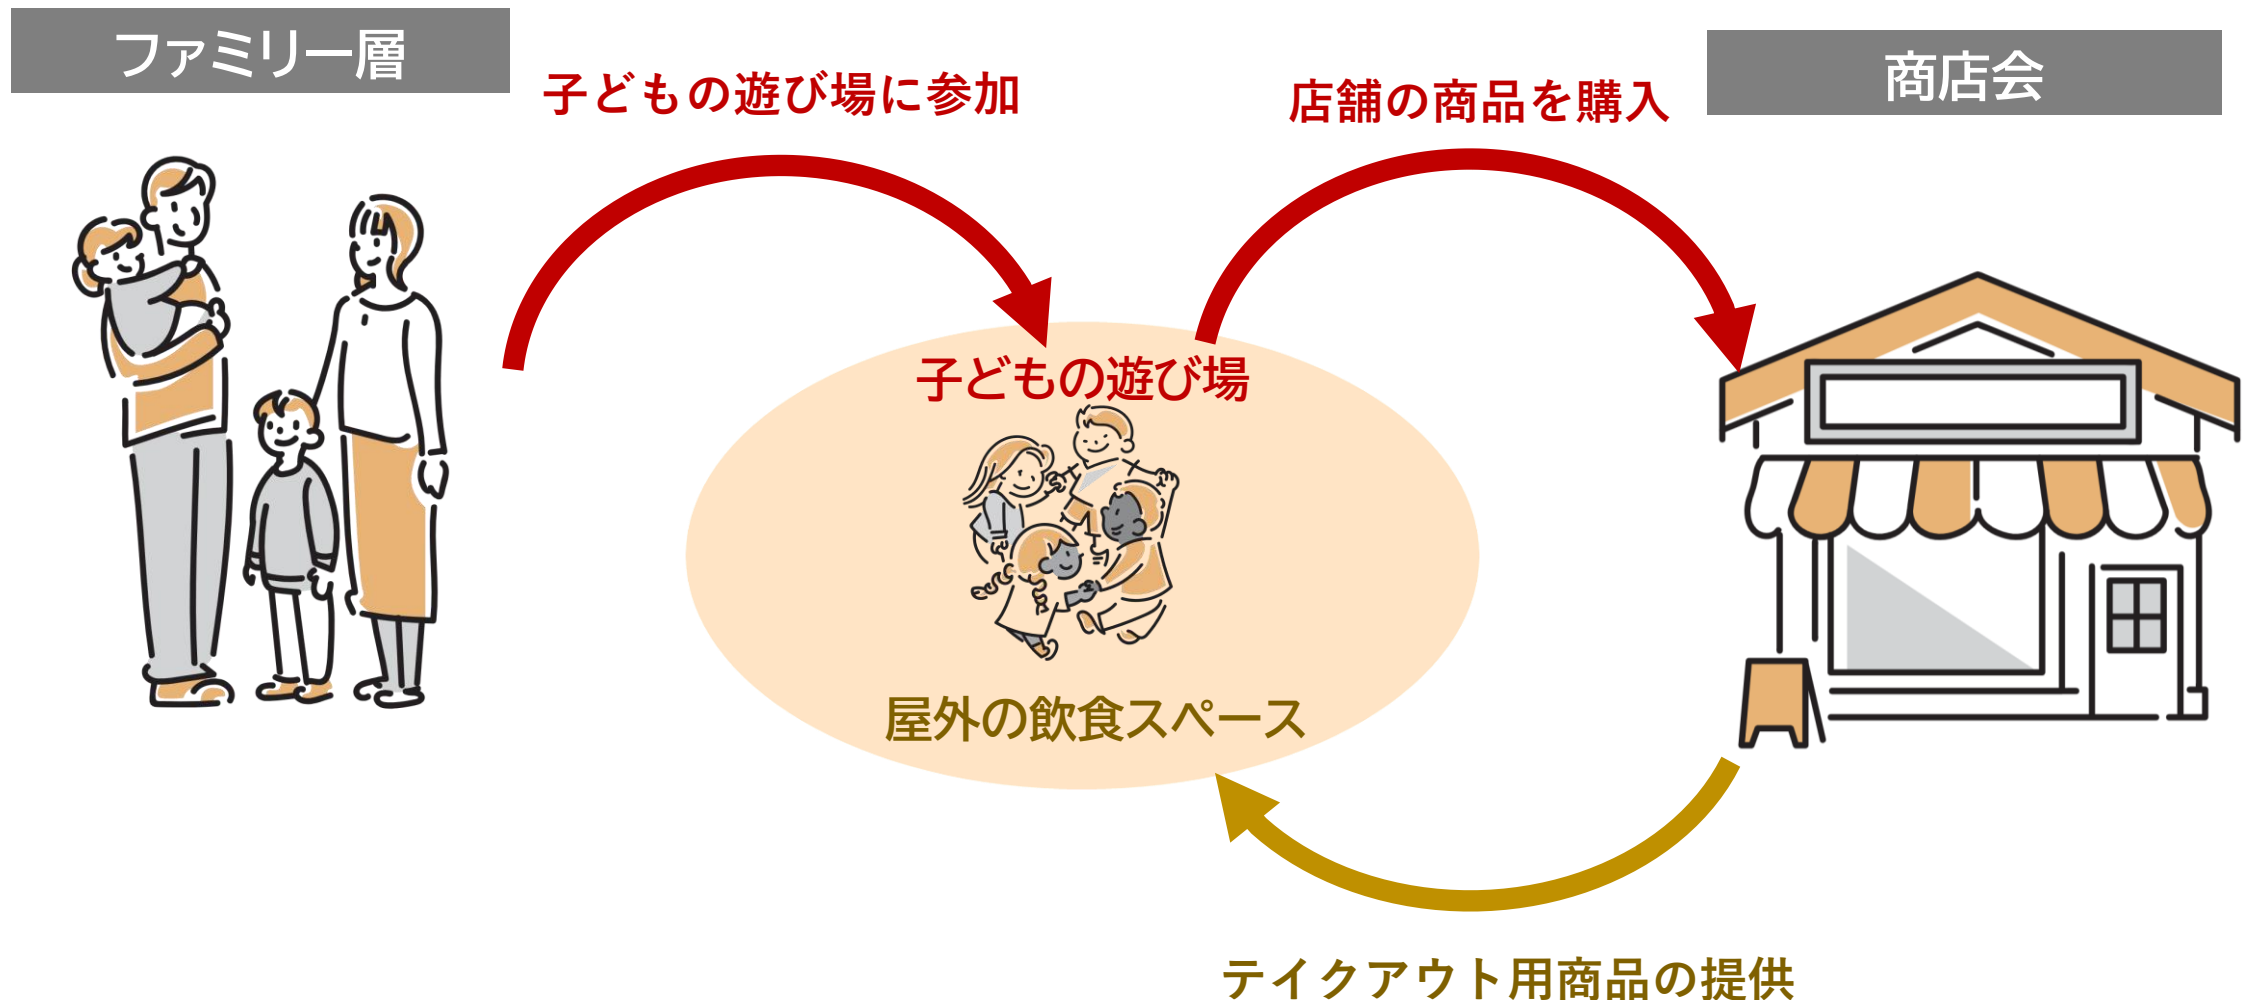 ファミリー層
商店会
子どもの遊び場に参加
店舗の商品を購入
子どもの遊び場
屋外の飲食スペース
テイクアウト用商品の提供